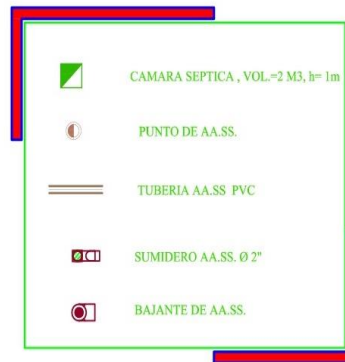 CAMARA SEPTICA , VOL.=2 M3, h= 1m
PUNTO DE AA.SS.
TUBERIA AA.SS PVC
SUMIDERO AA.SS. Ø 2"
BAJANTE DE AA.SS.